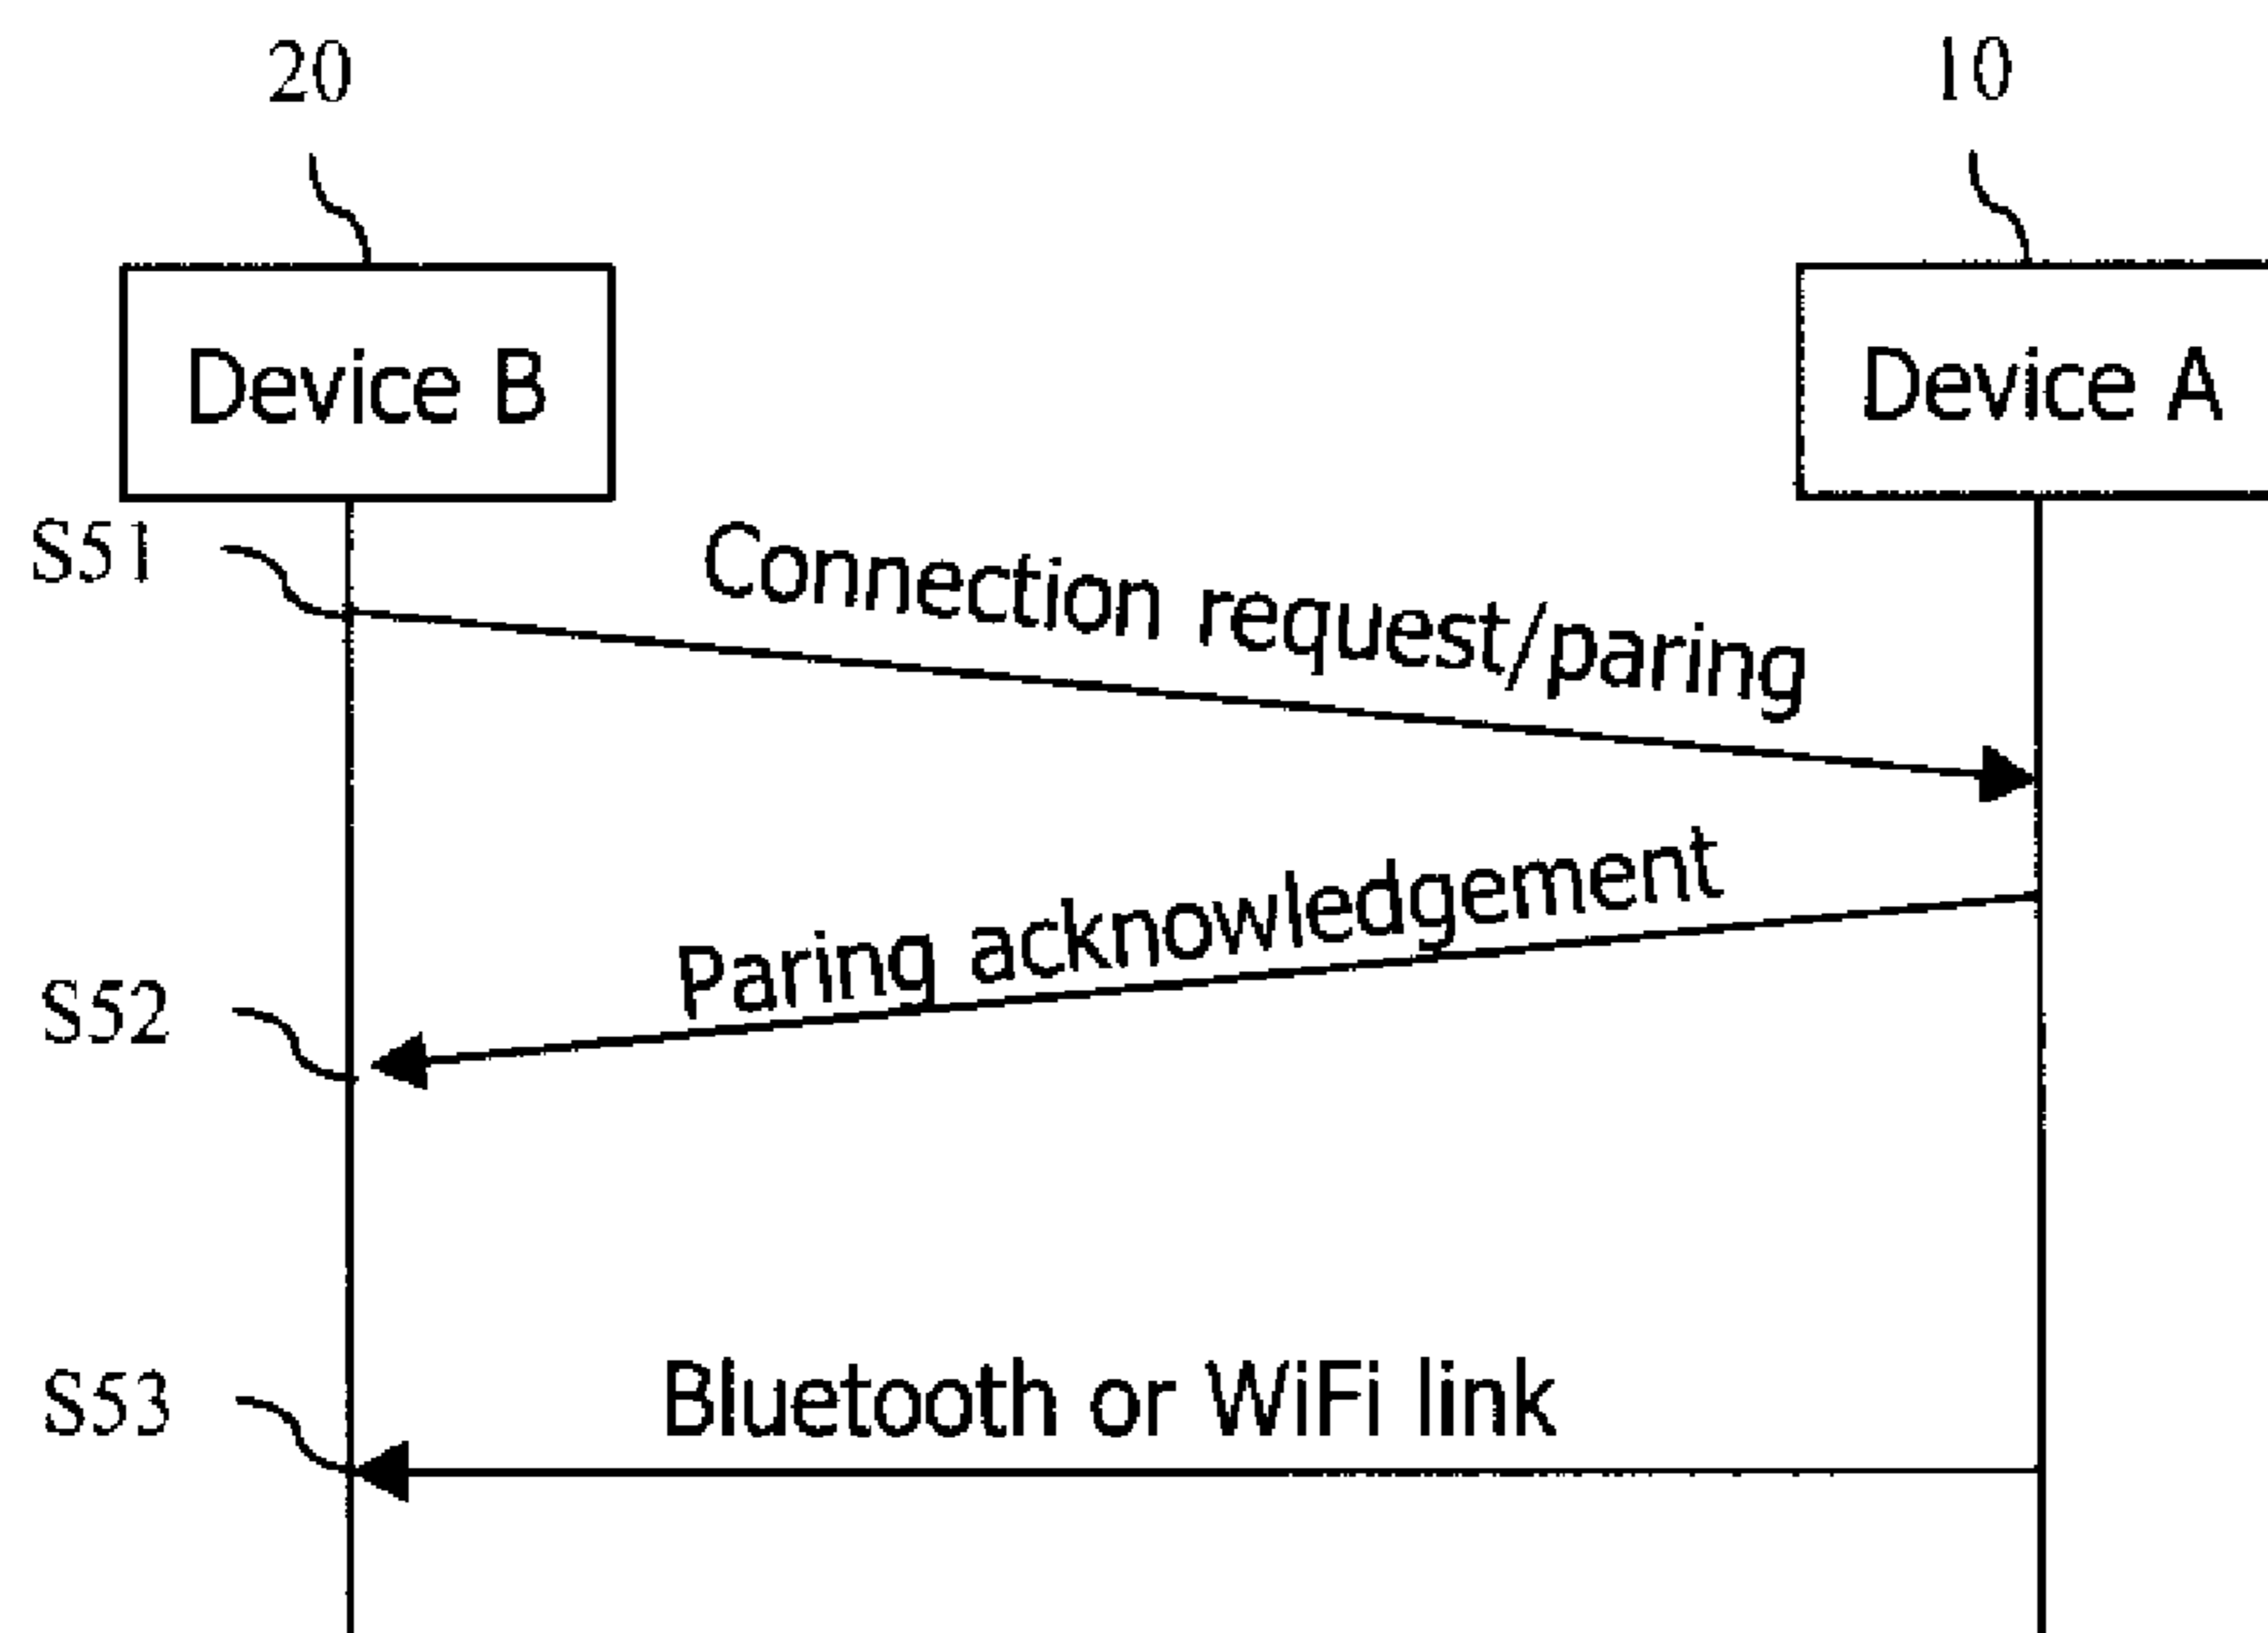 20
10
Device B
Device A
S51
Connection request/paring
Paring acknowledgement
S52
Bluetooth or WiFi link
S53